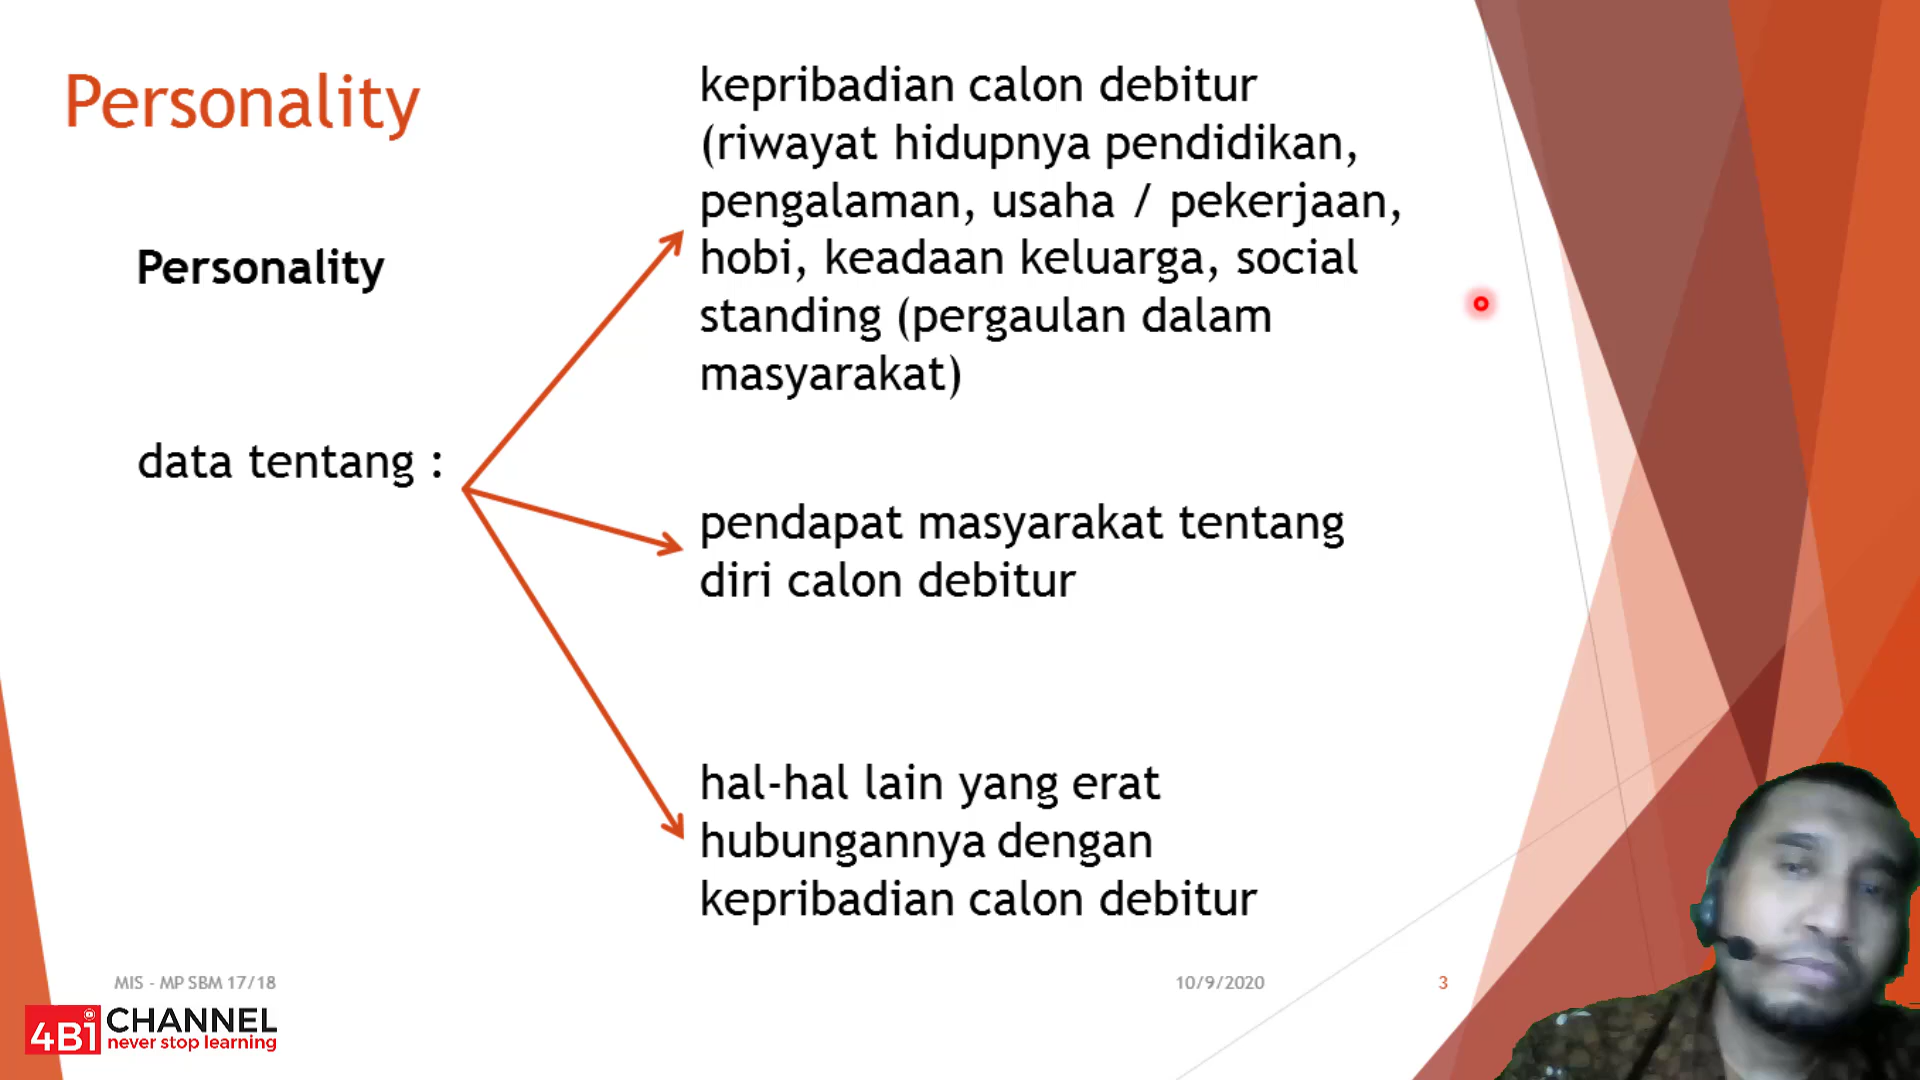 Personality
Personality
data tentang :
kepribadian calon debitur
(riwayat hidupnya pendidikan,
pengalaman, usaha / pekerjaan,
hobi, keadaan keluarga, social
standing (pergaulan dalam
masyarakat)
pendapat masyarakat tentang
diri calon debitur
hal-hal lain yang erat
hubungannya dengan
kepribadian calon debitur
MIS - MP SBM 17/18
10/9/2020
3
4Bi CHANNEL
never stop learning